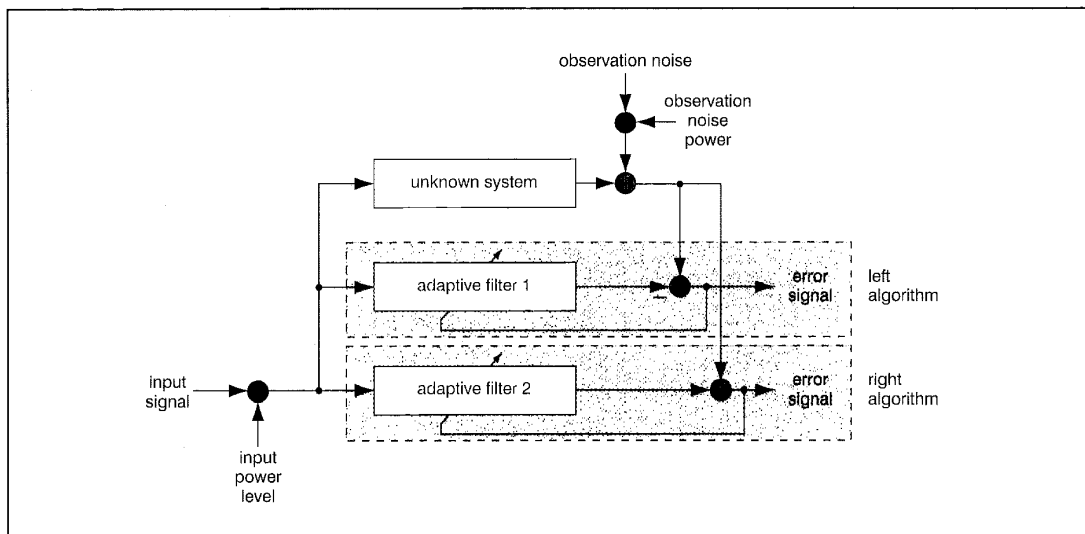 observation noise
observation
noise
power
unknown system
adaptive filter 1
error
signal
left
algorithm
input
signal
adaptive filter 2
error
signal
right
algorithm
input
power
level